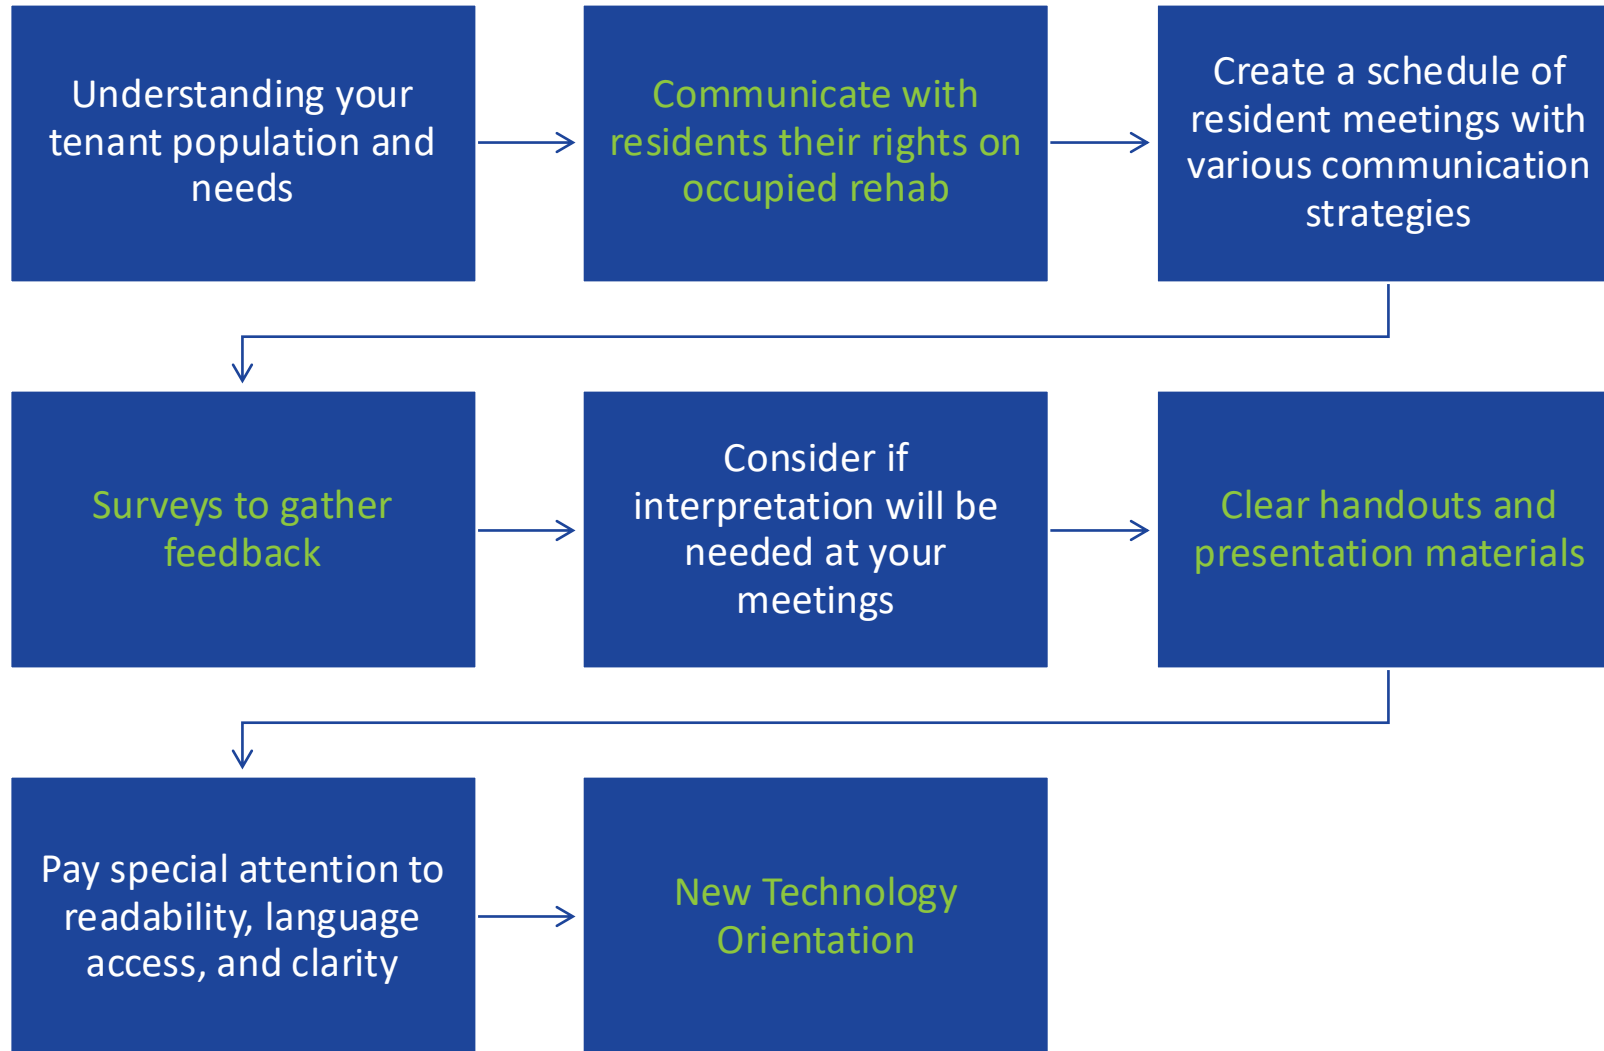 Understanding your
tenant population and
needs
Communicate with
residents their rights on
occupied rehab
Create a schedule of
resident meetings with
various communication
strategies
Surveys to gather
feedback
Consider if
interpretation will be
needed at your
meetings
Clear handouts and
presentation materials
Pay special attention to
readability, language
access, and clarity
New Technology
Orientation